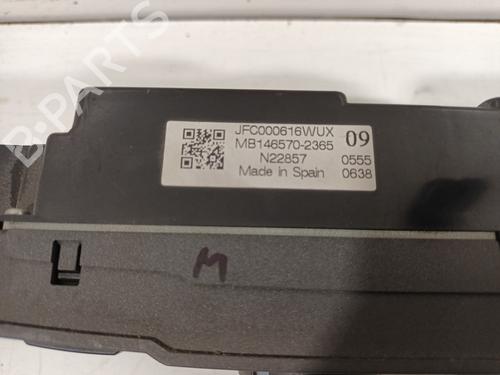 B-PARTS
JFC000616WUX 09
MB146570-2365
N22857 0555
Made in Spain 0638
M